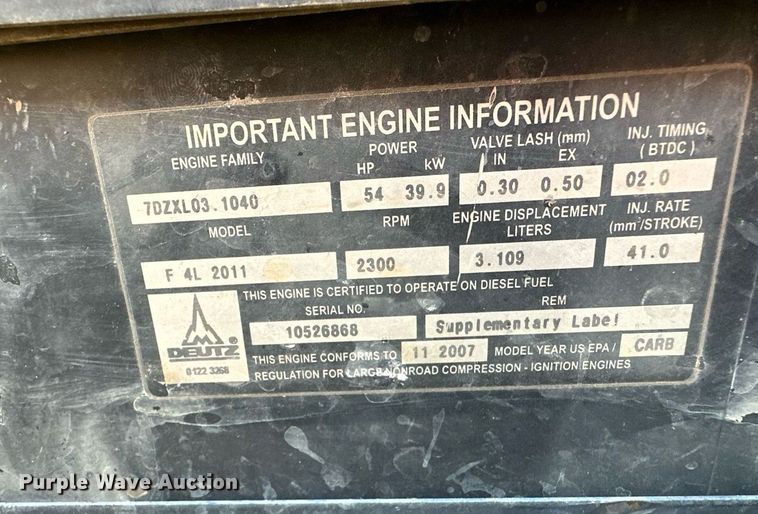 IMPORTANT ENGINE INFORMATION
ENGINE FAMILY POWER VALVE LASH (mm) INJ. TIMING
HP kW IN EX (BTDC)
7DZXL03.1040 54 39.9 0.30 0.50 02.0
MODEL RPM ENGINE DISPLACEMENT INJ. RATE
LITERS (mm³/STROKE)
F 4L 2011 2300 3.109 41.0
THIS ENGINE IS CERTIFIED TO OPERATE ON DIESEL FUEL
SERIAL NO. REM
10526868 Supplementary Label
DEUTZ ®
0122 3268
THIS ENGINE CONFORMS TO 11 2007 MODEL YEAR US EPA / CARB
REGULATION FOR LARGE NONROAD COMPRESSION - IGNITION ENGINES
Purple Wave Auction